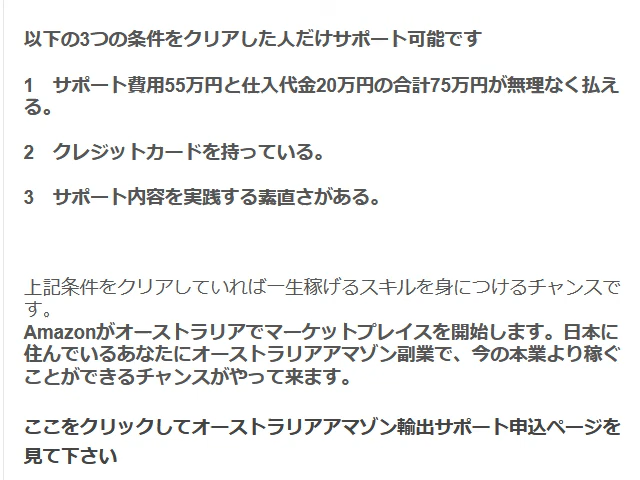 以下の3つの条件をクリアした人だけサポート可能です
1　サポート費用55万円と仕入代金20万円の合計75万円が無理なく払え
る。
2　クレジットカードを持っている。
3　サポート内容を実践する素直さがある。
上記条件をクリアしていれば一生稼げるスキルを身につけるチャンスで
す。
Amazonがオーストラリアでマーケットプレイスを開始します。日本に
住んでいるあなたにオーストラリアアマゾン副業で、今の本業より稼ぐ
ことができるチャンスがやって来ます。
ここをクリックしてオーストラリアアマゾン輸出サポート申込ページを
見て下さい